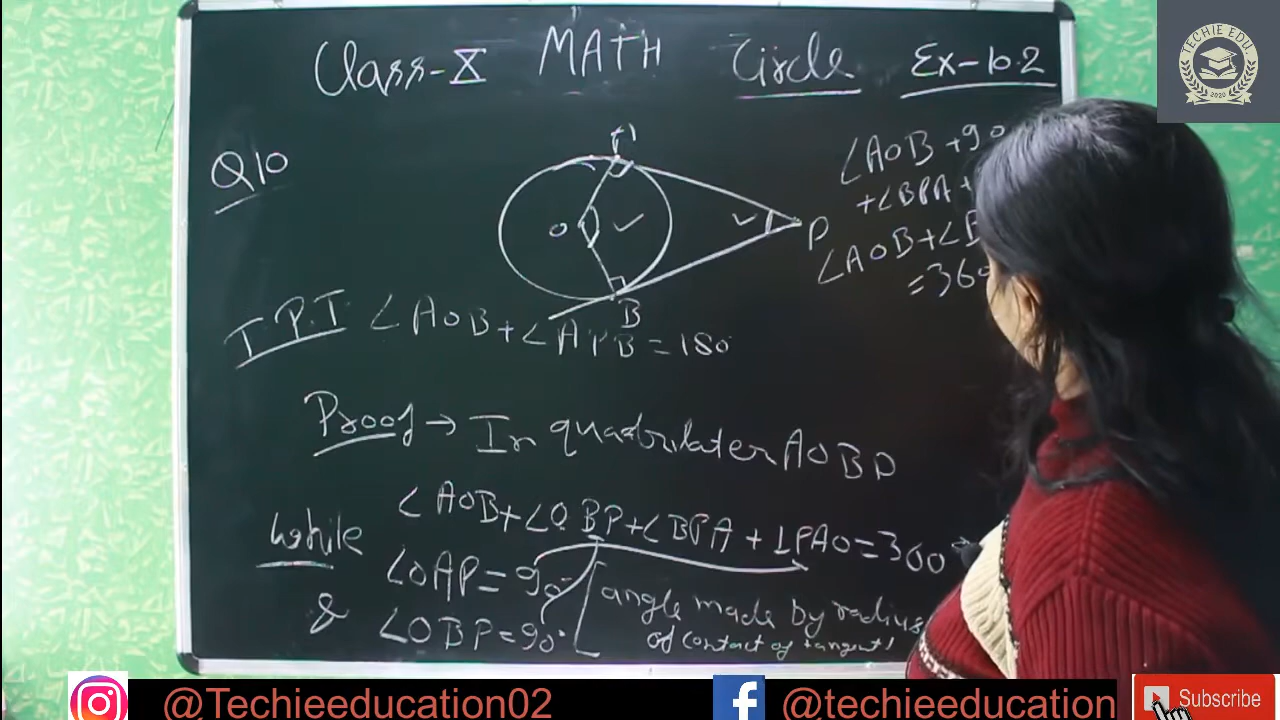 Class-X MATH Circle Ex-10.2
TECHIE EDU.
2020
Q10
A
O
P
B
∠AOB+90
+∠BPA+
∠AOB+∠B
=360
T.P.T ∠AOB+∠APB=180
Proof → In quadrilater AOBP
∠AOB+∠OBP+∠BPA+∠PAO=360
while ∠OAP=90° [angle made by radius
& ∠OBP=90° of contact of tangent
@Techieeducation02
@techieeducation
Subscribe